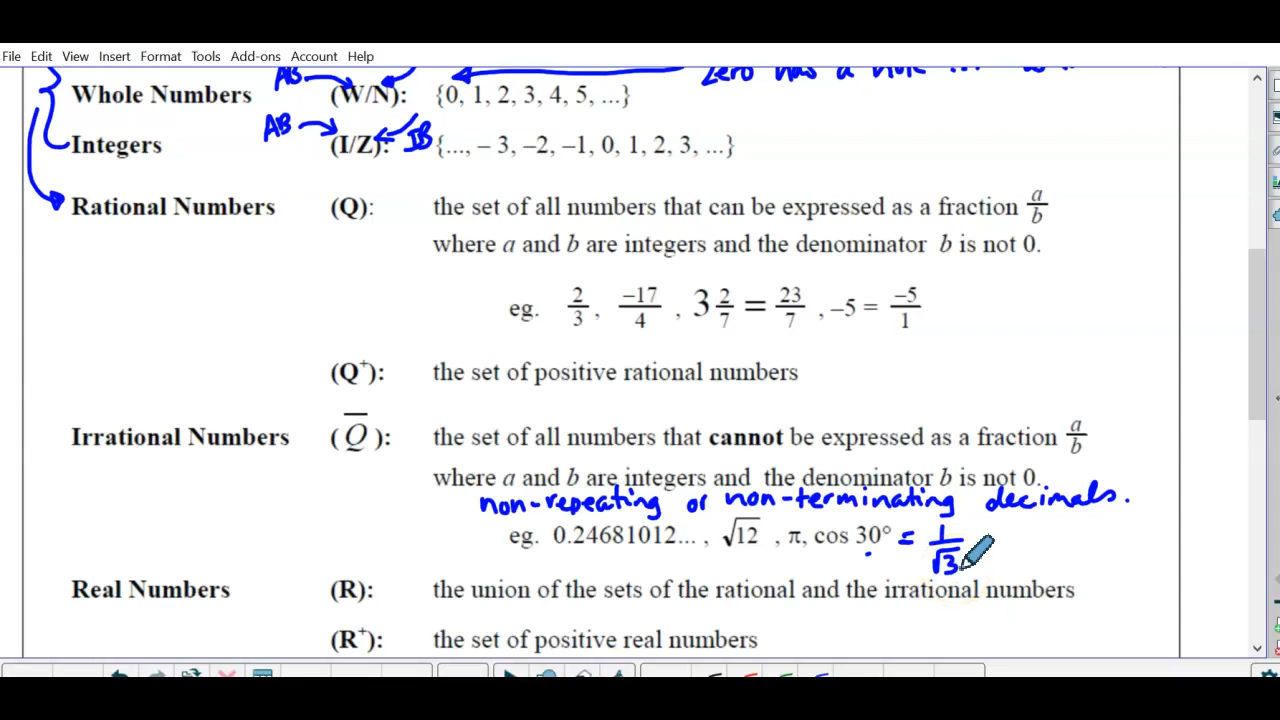 File Edit View Insert Format Tools Add-ons Account Help
AB Zero has a hole ...
Whole Numbers (W/N): {0, 1, 2, 3, 4, 5, ...}
AB IB
Integers (I/Z): {..., – 3, –2, –1, 0, 1, 2, 3, ...}
Rational Numbers (Q): the set of all numbers that can be expressed as a fraction a/b
where a and b are integers and the denominator b is not 0.
eg. 2/3, –17/4, 3 2/7 = 23/7, –5 = –5/1
(Q⁺): the set of positive rational numbers
Irrational Numbers (Q̅): the set of all numbers that cannot be expressed as a fraction a/b
where a and b are integers and the denominator b is not 0.
non-repeating or non-terminating decimals.
eg. 0.24681012... , √12 , π, cos 30° = 1/√3
Real Numbers (R): the union of the sets of the rational and the irrational numbers
(R⁺): the set of positive real numbers